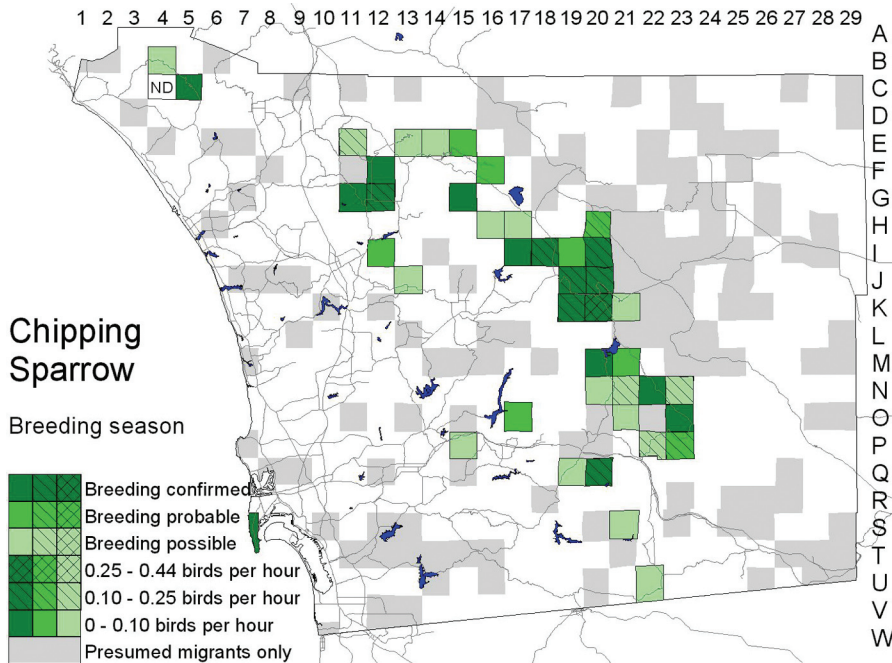 1 2 3 4 5 6 7 8 9 10 11 12 13 14 15 16 17 18 19 20 21 22 23 24 25 26 27 28 29
A
B
C
D
E
F
G
H
I
J
K
L
M
N
O
P
Q
R
S
T
U
V
W
ND
Chipping
Sparrow
Breeding season
Breeding confirmed
Breeding probable
Breeding possible
0.25 - 0.44 birds per hour
0.10 - 0.25 birds per hour
0 - 0.10 birds per hour
Presumed migrants only